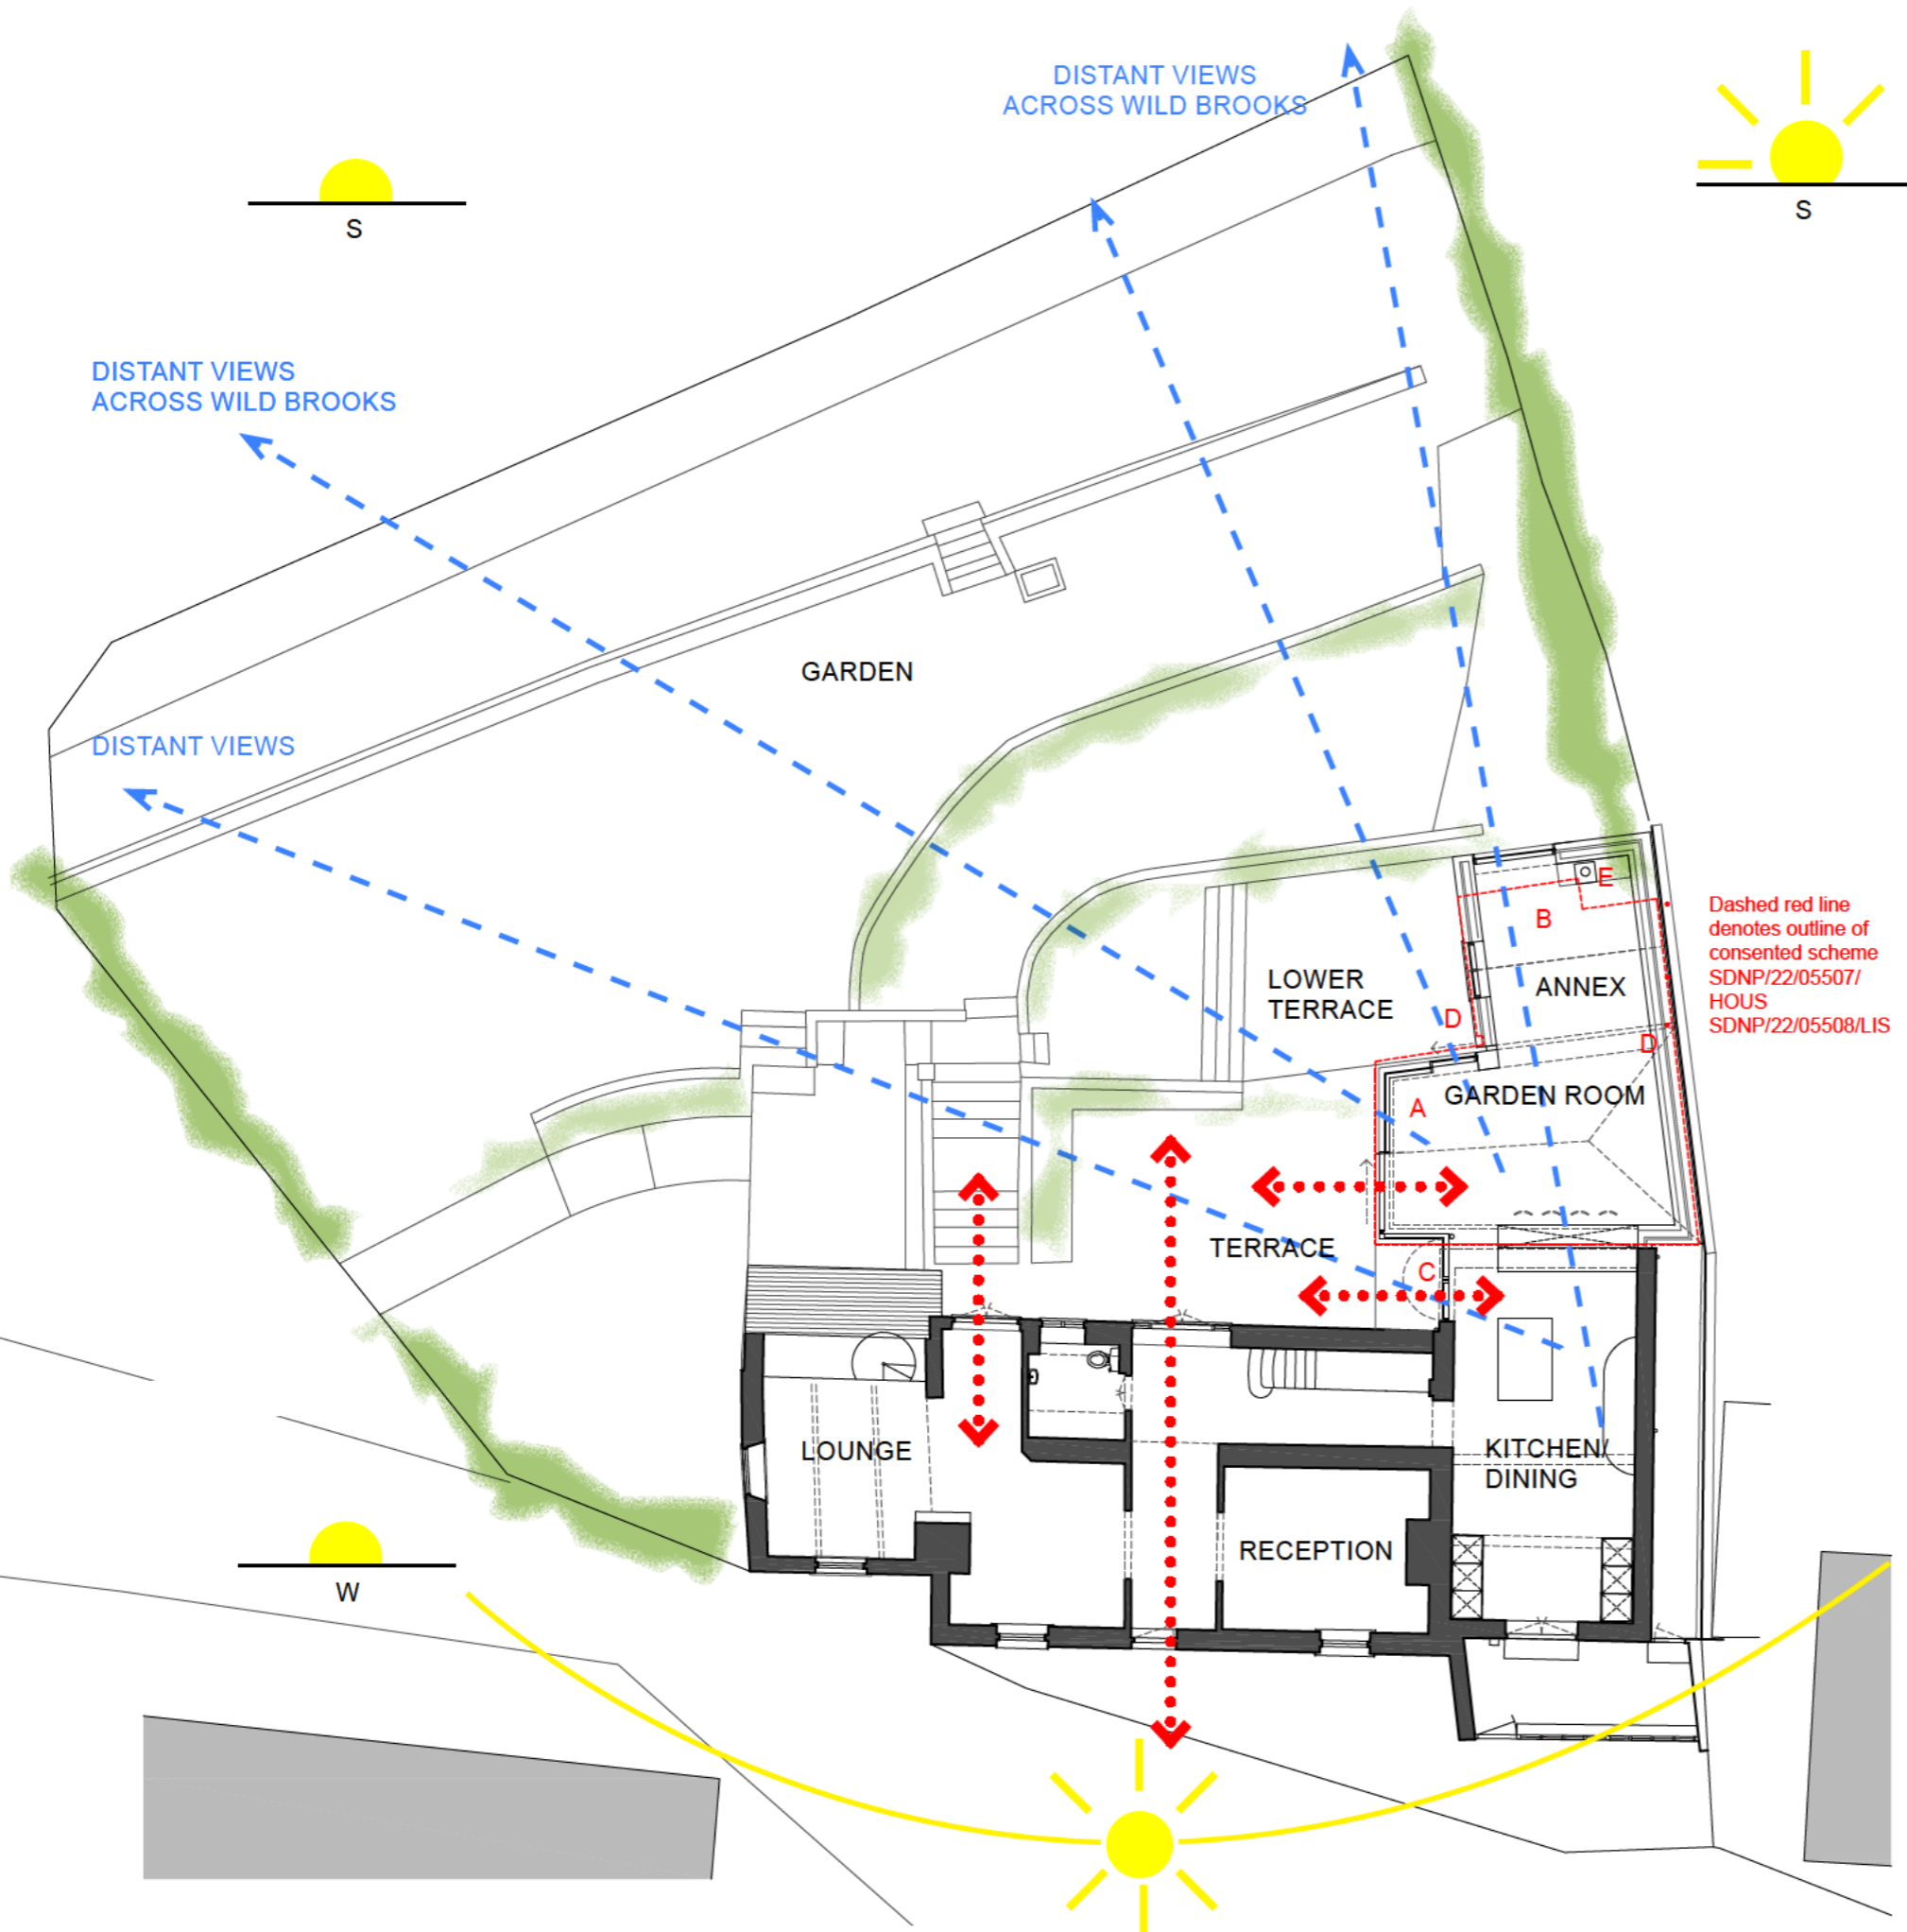 DISTANT VIEWS
ACROSS WILD BROOKS
S
S
DISTANT VIEWS
ACROSS WILD BROOKS
GARDEN
DISTANT VIEWS
E
B
Dashed red line
denotes outline of
consented scheme
SDNP/22/05507/
HOUS
SDNP/22/05508/LIS
LOWER
TERRACE
ANNEX
D
D
GARDEN ROOM
A
TERRACE
C
LOUNGE
KITCHEN/
DINING
RECEPTION
W